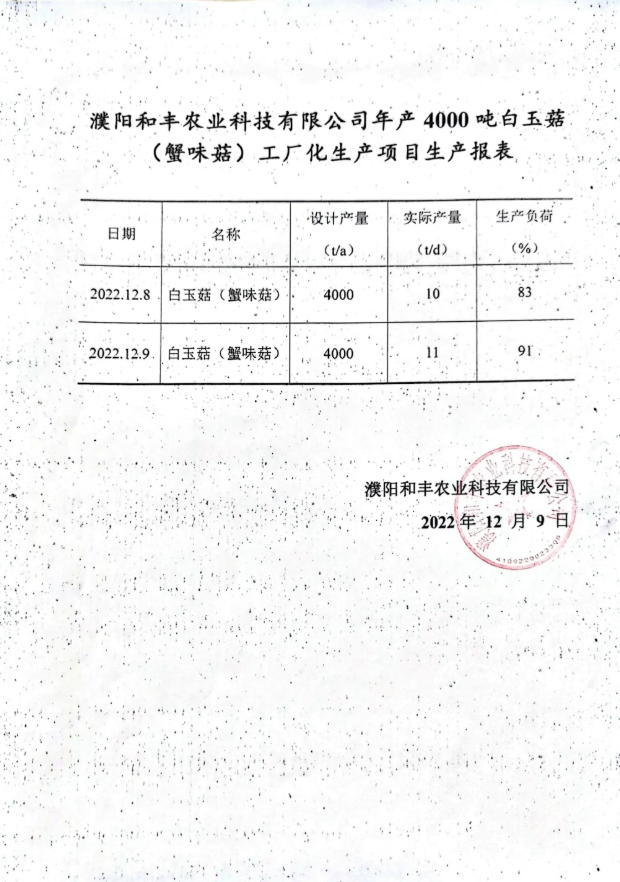 濮阳和丰农业科技有限公司年产 4000 吨白玉菇
（蟹味菇）工厂化生产项目生产报表
日期 名称 设计产量（t/a） 实际产量（t/d） 生产负荷（%）
2022.12.8 白玉菇（蟹味菇） 4000 10 83
2022.12.9 白玉菇（蟹味菇） 4000 11 91
濮阳和丰农业科技有限公司
2022 年 12 月 9 日